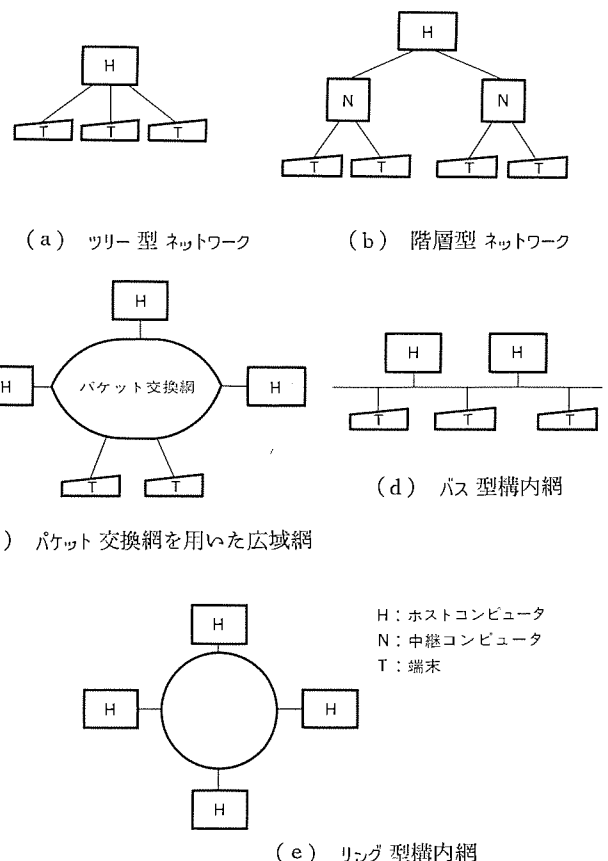 H
T T T
(a) ツリー型ネットワーク
H
N N
T T T T
(b) 階層型ネットワーク
H
H パケット交換網 H
T T
) パケット交換網を用いた広域網
H H
T T T
(d) バス型構内網
H
H H
H
(e) リング型構内網
H：ホストコンピュータ
N：中継コンピュータ
T：端末